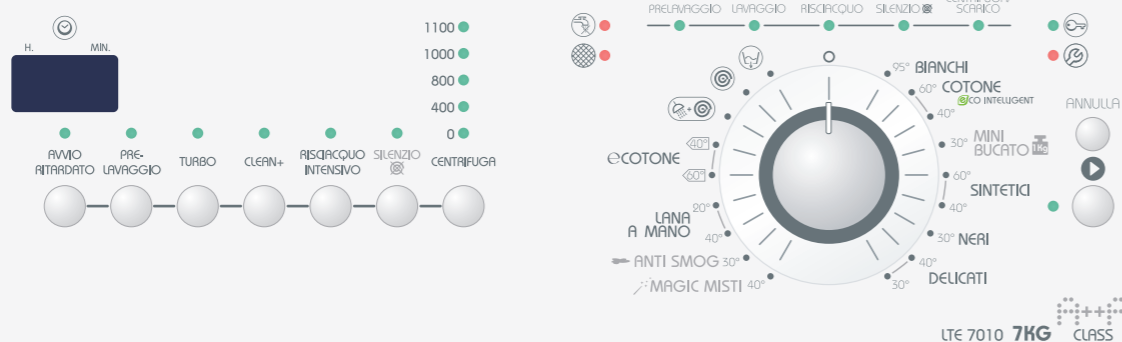 H. MIN.
1100
1000
800
400
0
AVVIO
RITARDATO
PRE-
LAVAGGIO
TURBO
CLEAN+
RISCIACQUO
INTENSIVO
SILENZIO
CENTRIFUGA
PRELAVAGGIO LAVAGGIO RISCIACQUO SILENZIO
SCARICO
95° BIANCHI
60° COTONE
eCO INTELLIGENT
40°
30° MINI
BUCATO 1Kg
60°
SINTETICI
40°
30° NERI
40°
DELICATI
30°
+
40°
eCOTONE
60°
20°
LANA
A MANO
40°
ANTI SMOG 30°
MAGIC MISTI 40°
ANNULLA
LTE 7010 7KG
A++
CLASS